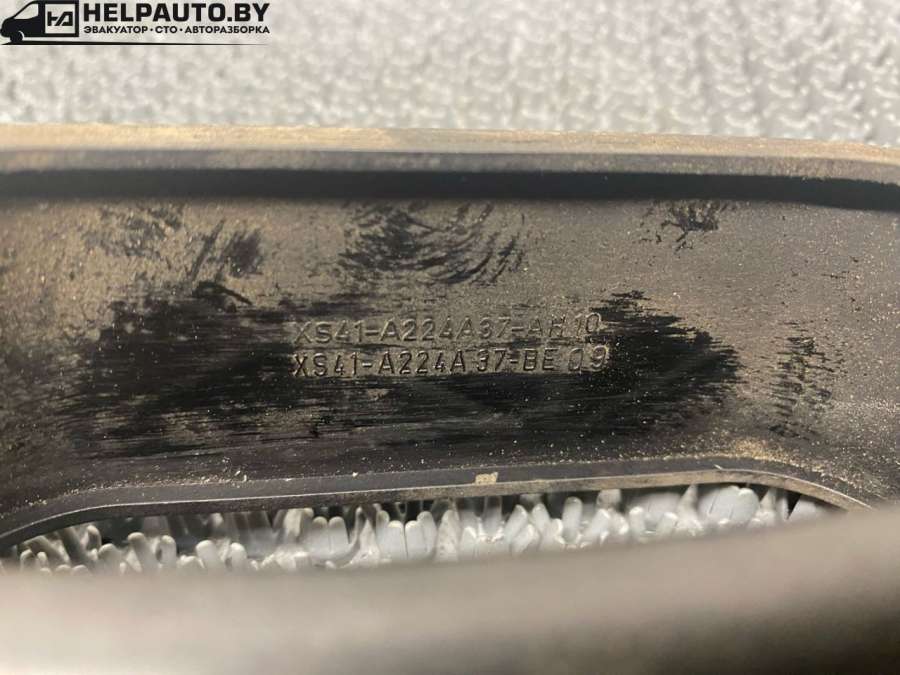 HELPAUTO.BY
ЭВАКУАТОР·СТО·АВТОРАЗБОРКА
XS41-A224A37-AH 10
XS41-A224A37-BE 09